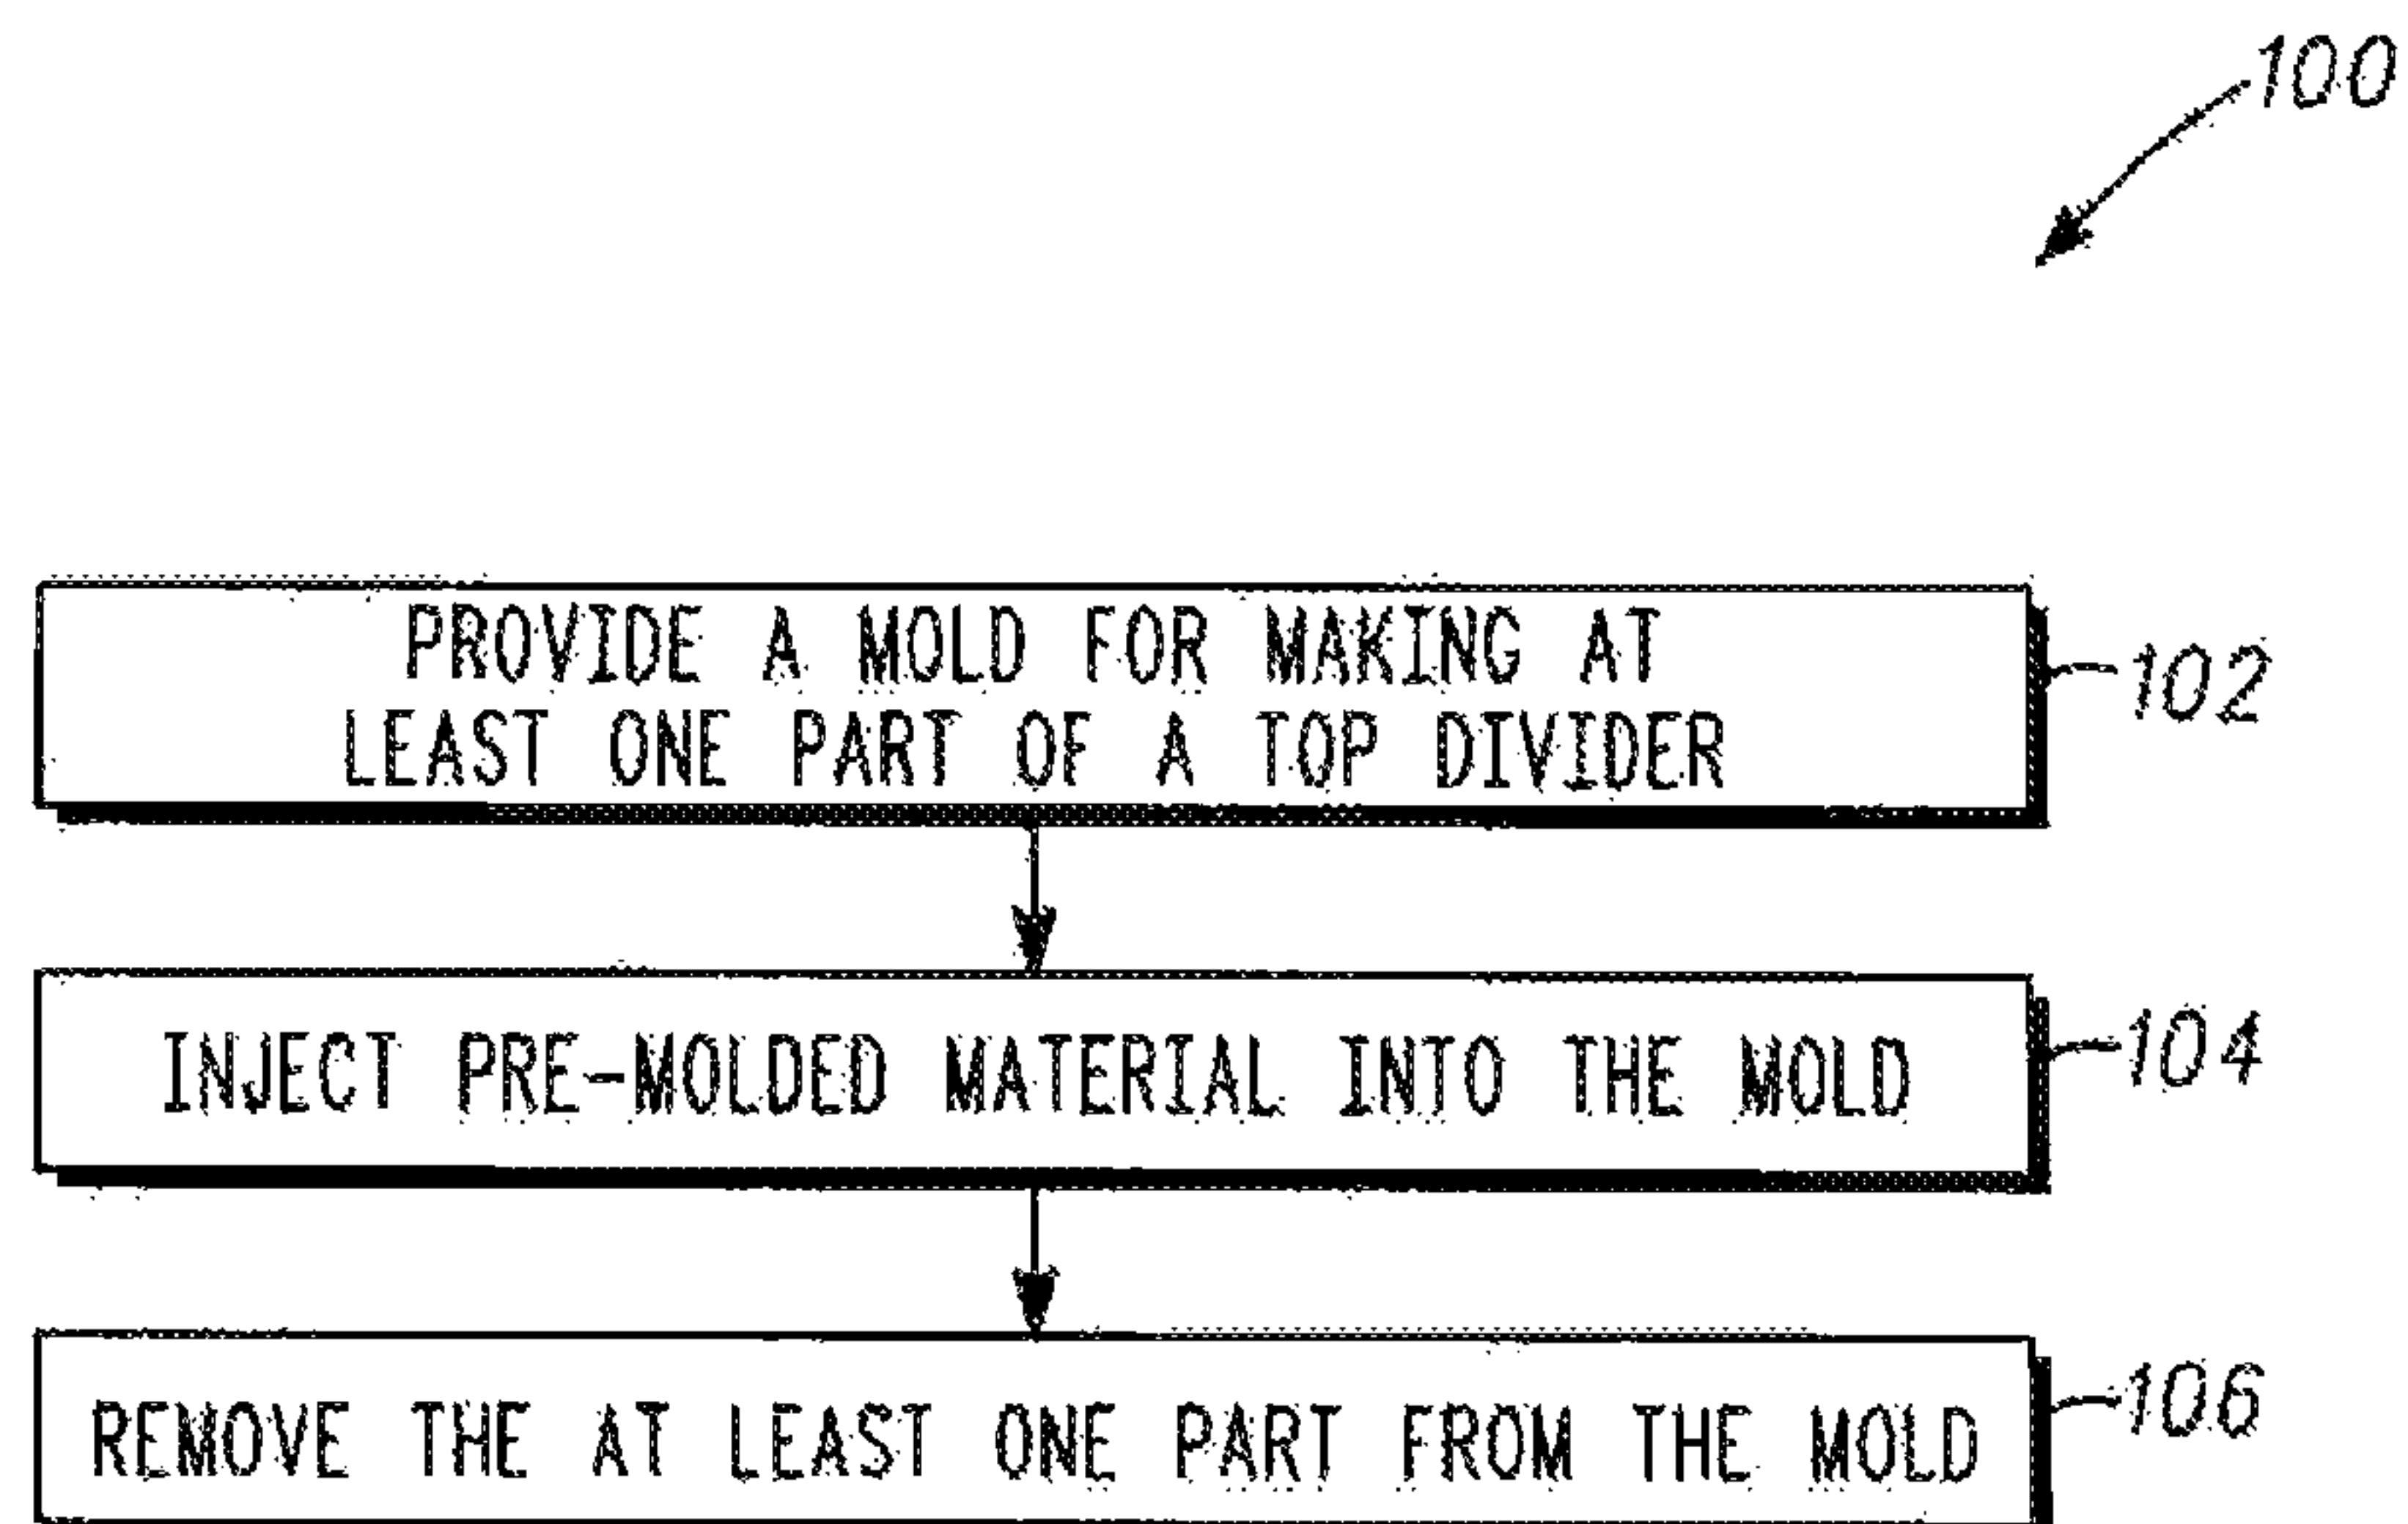 100
PROVIDE A MOLD FOR MAKING AT
LEAST ONE PART OF A TOP DIVIDER
102
INJECT PRE-MOLDED MATERIAL INTO THE MOLD
104
REMOVE THE AT LEAST ONE PART FROM THE MOLD
106